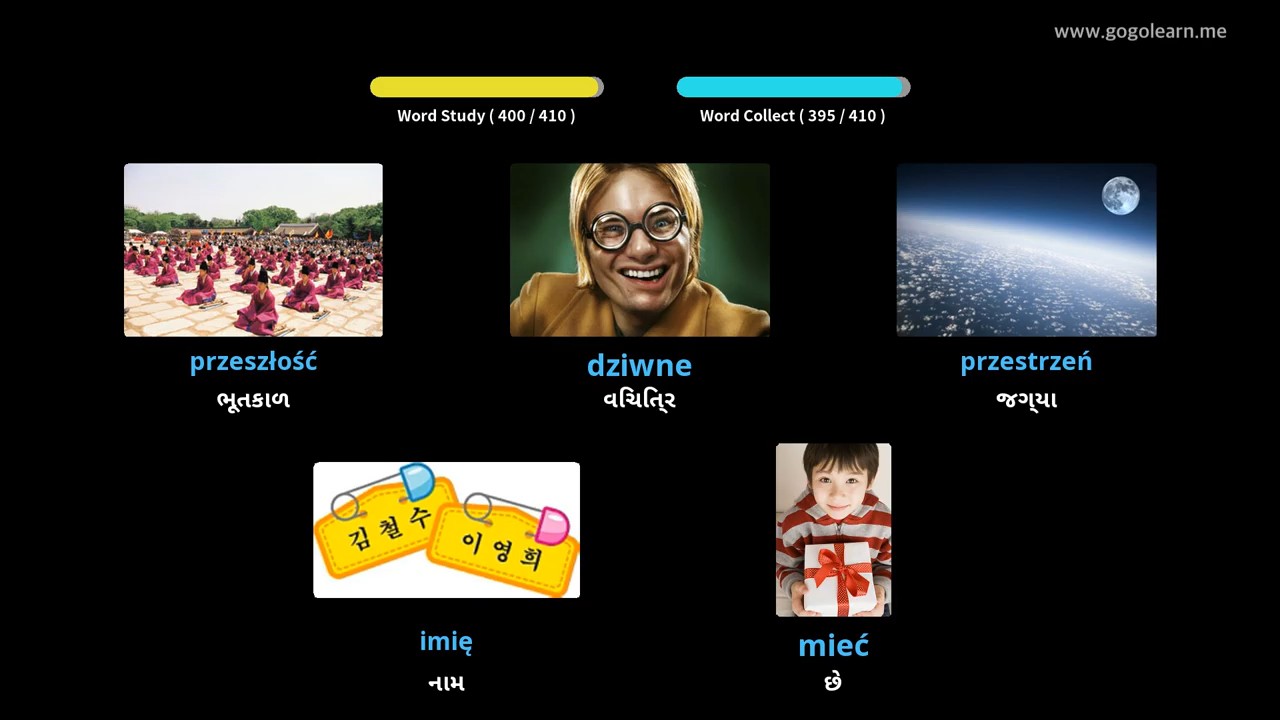 www.gogolearn.me
Word Study ( 400 / 410 )
Word Collect ( 395 / 410 )
przeszłość
ભૂતકાળ
dziwne
વિચિત્ર
przestrzeń
જગ્યા
김철수
이영희
imię
નામ
mieć
છે